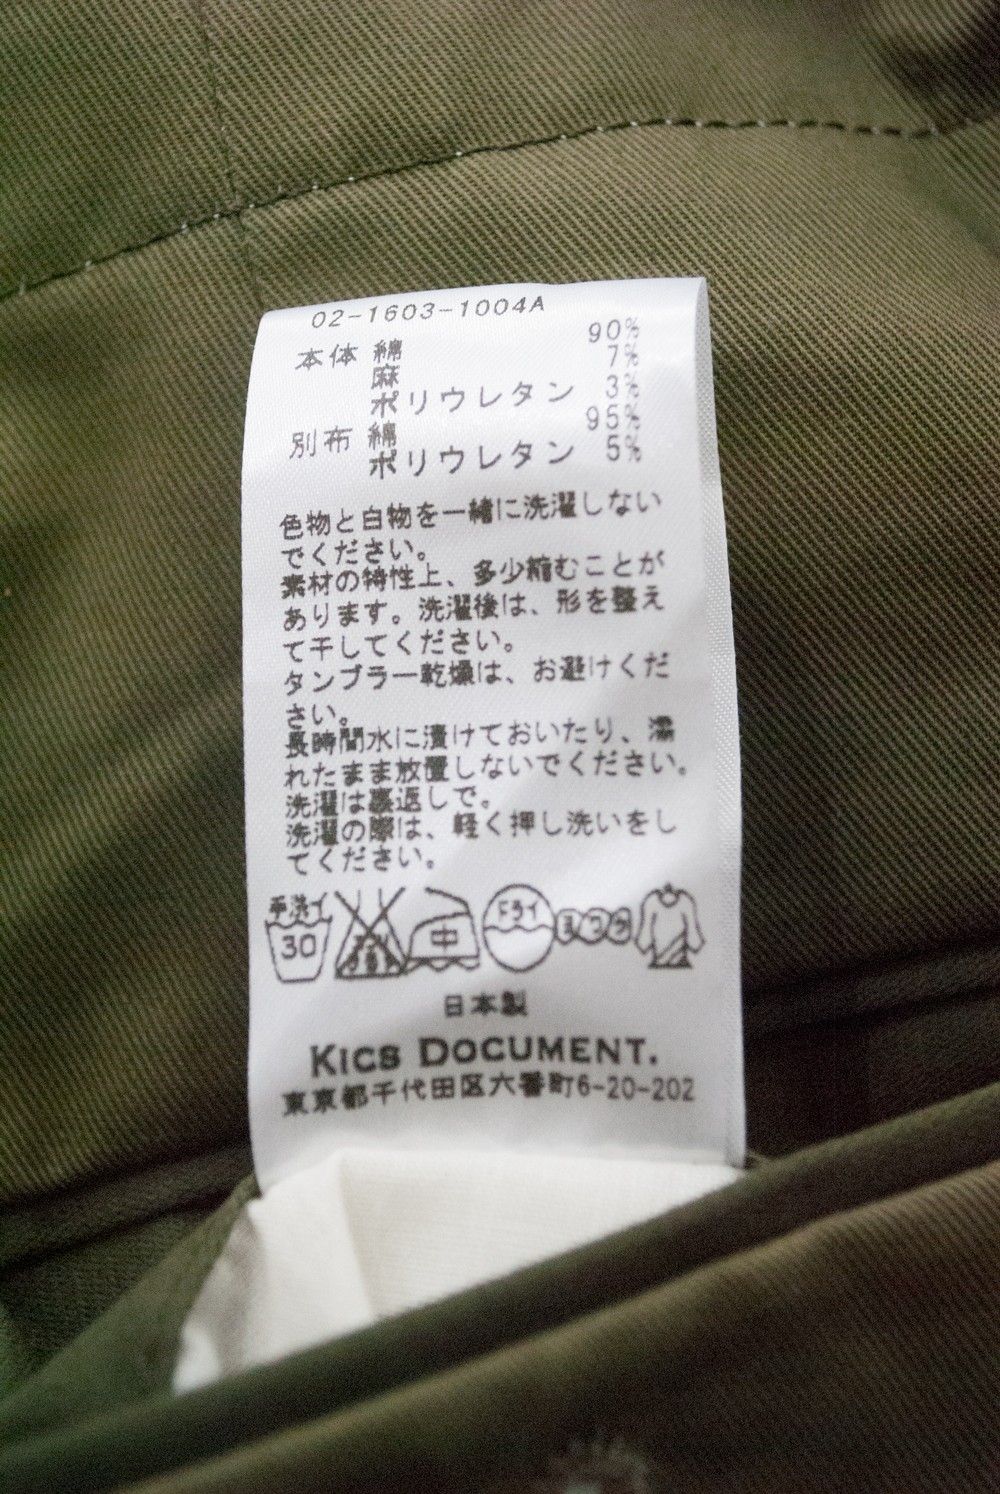 02-1603-1004A
本体 綿 90%
麻 7%
ポリウレタン 3%
別布 綿 95%
ポリウレタン 5%
色物と白物を一緒に洗濯しない
でください。
素材の特性上、多少縮むことが
あります。洗濯後は、形を整え
て干してください。
タンブラー乾燥は、お避けくだ
さい。
長時間水に漬けておいたり、濡
れたまま放置しないでください。
洗濯は裏返しで。
洗濯の際は、軽く押し洗いをし
てください。
手洗イ
30
中
ドライ
ヨワク
日本製
KICS DOCUMENT.
東京都千代田区六番町6-20-202